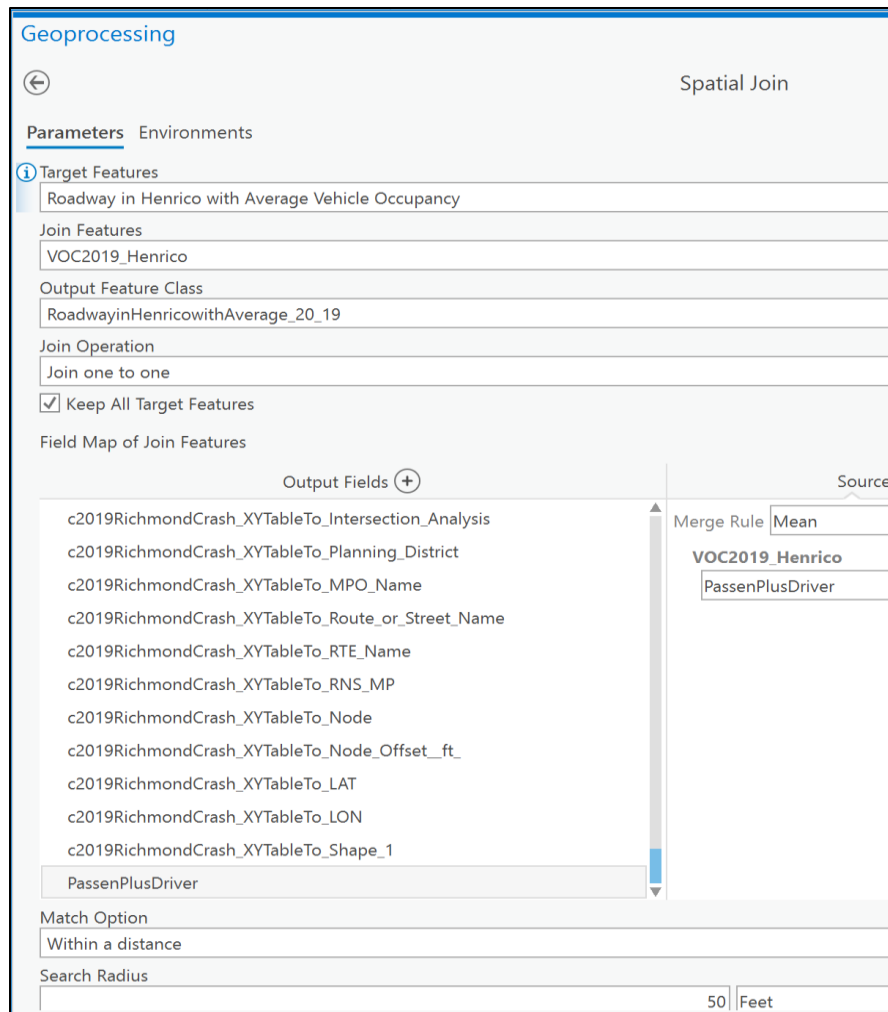 Geoprocessing
Spatial Join
Parameters Environments
Target Features
Roadway in Henrico with Average Vehicle Occupancy
Join Features
VOC2019_Henrico
Output Feature Class
RoadwayinHenricowithAverage_20_19
Join Operation
Join one to one
Keep All Target Features
Field Map of Join Features
Output Fields
Source
c2019RichmondCrash_XYTableTo_Intersection_Analysis
c2019RichmondCrash_XYTableTo_Planning_District
c2019RichmondCrash_XYTableTo_MPO_Name
c2019RichmondCrash_XYTableTo_Route_or_Street_Name
c2019RichmondCrash_XYTableTo_RTE_Name
c2019RichmondCrash_XYTableTo_RNS_MP
c2019RichmondCrash_XYTableTo_Node
c2019RichmondCrash_XYTableTo_Node_Offset__ft_
c2019RichmondCrash_XYTableTo_LAT
c2019RichmondCrash_XYTableTo_LON
c2019RichmondCrash_XYTableTo_Shape_1
PassenPlusDriver
Merge Rule Mean
VOC2019_Henrico
PassenPlusDriver
Match Option
Within a distance
Search Radius
50 Feet